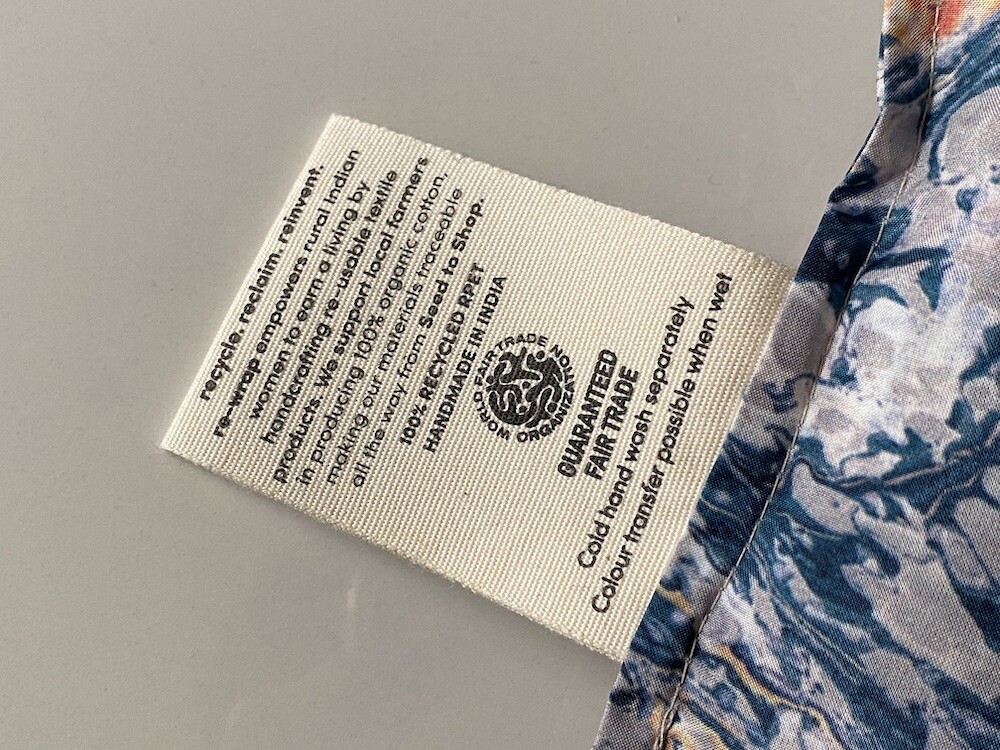 recycle. reclaim. reinvent.
re-wrap empowers rural Indian
women to earn a living by
handcrafting re-usable textile
products. We support local farmers
in producing 100% organic cotton,
making our materials traceable
all the way from Seed to Shop.
100% RECYCLED RPET
HANDMADE IN INDIA
WORLD FAIR TRADE ORGANIZATION
GUARANTEED
FAIR TRADE
Cold hand wash separately
Colour transfer possible when wet